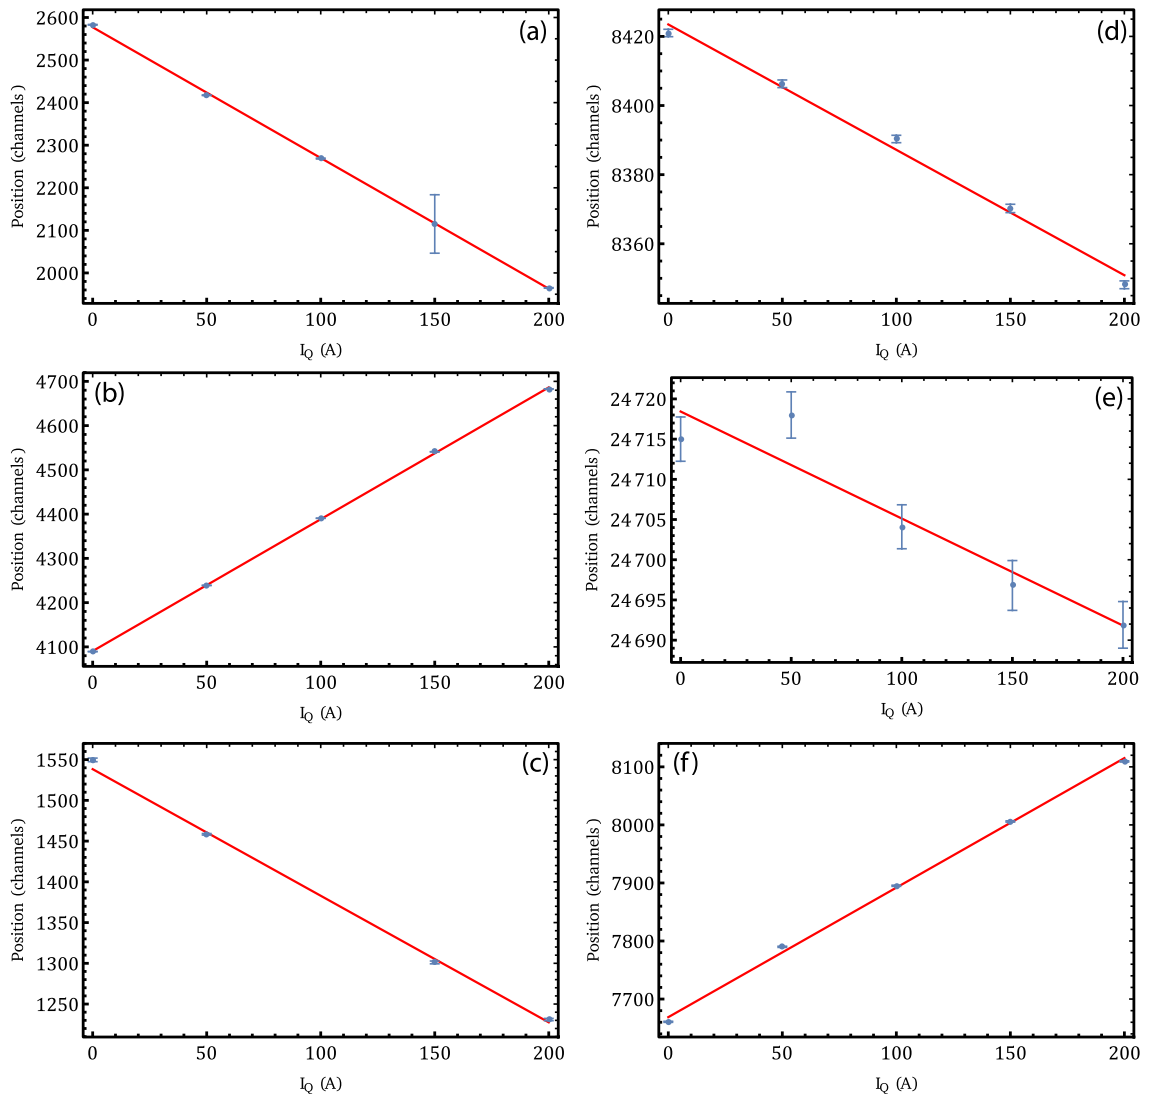 (a)
Position (channels)
2600
2500
2400
2300
2200
2100
2000
0 50 100 150 200
I_Q (A)
(d)
Position (channels)
8420
8400
8380
8360
0 50 100 150 200
I_Q (A)
(b)
Position (channels)
4700
4600
4500
4400
4300
4200
4100
0 50 100 150 200
I_Q (A)
(e)
Position (channels)
24 720
24 715
24 710
24 705
24 700
24 695
24 690
0 50 100 150 200
I_Q (A)
(c)
Position (channels)
1550
1500
1450
1400
1350
1300
1250
0 50 100 150 200
I_Q (A)
(f)
Position (channels)
8100
8000
7900
7800
7700
0 50 100 150 200
I_Q (A)